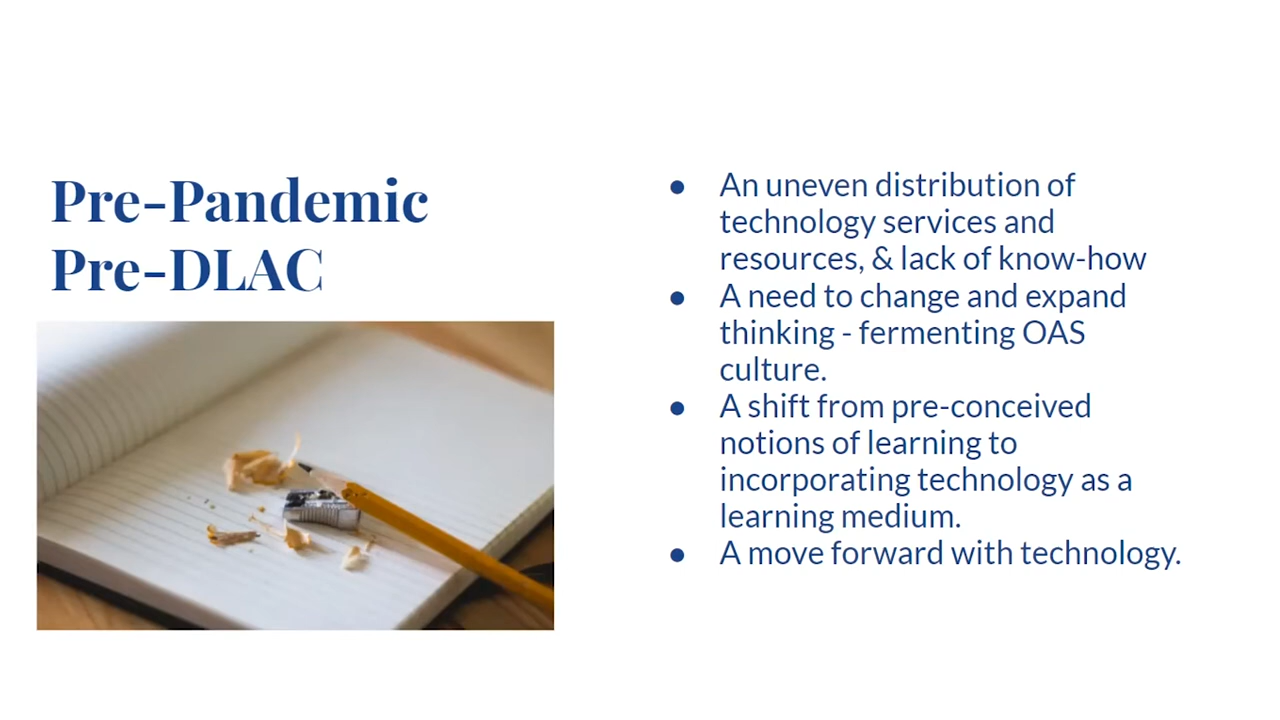 Pre-Pandemic
Pre-DLAC
● An uneven distribution of
technology services and
resources, & lack of know-how
● A need to change and expand
thinking - fermenting OAS
culture.
● A shift from pre-conceived
notions of learning to
incorporating technology as a
learning medium.
● A move forward with technology.